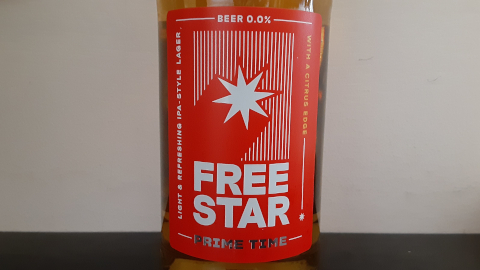 BEER 0.0%
LIGHT & REFRESHING IPA-STYLE LAGER.
WITH A CITRUS EDGE
FREE
STAR
PRIME TIME